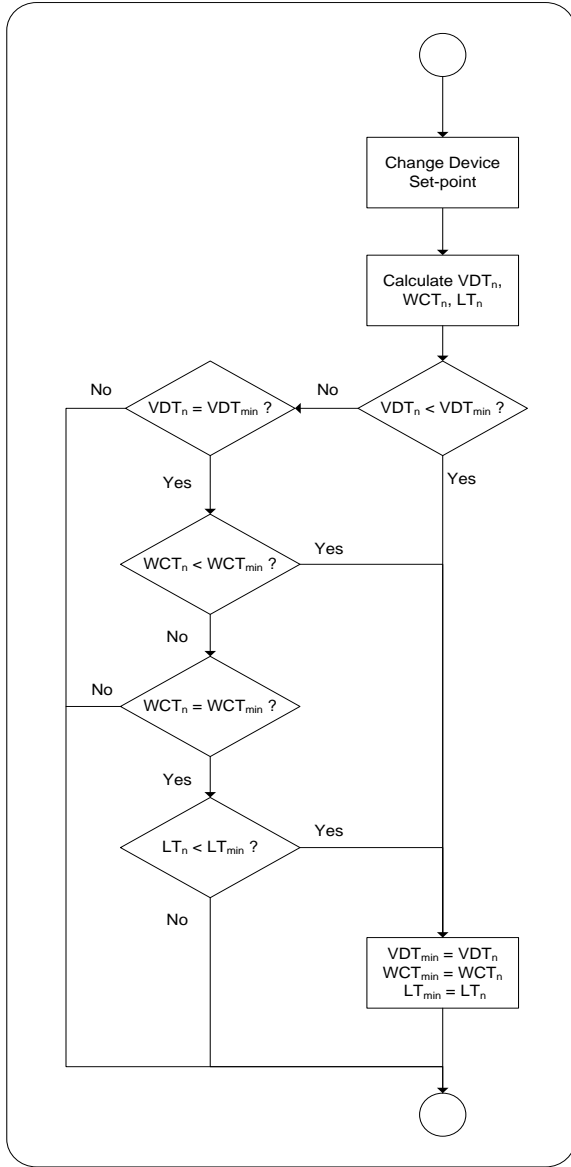 Change Device
Set-point
Calculate VDTn,
WCTn, LTn
VDTn < VDTmin ?
No
VDTn = VDTmin ?
No
Yes
Yes
WCTn < WCTmin ?
Yes
No
WCTn = WCTmin ?
No
Yes
LTn < LTmin ?
Yes
No
VDTmin = VDTn
WCTmin = WCTn
LTmin = LTn